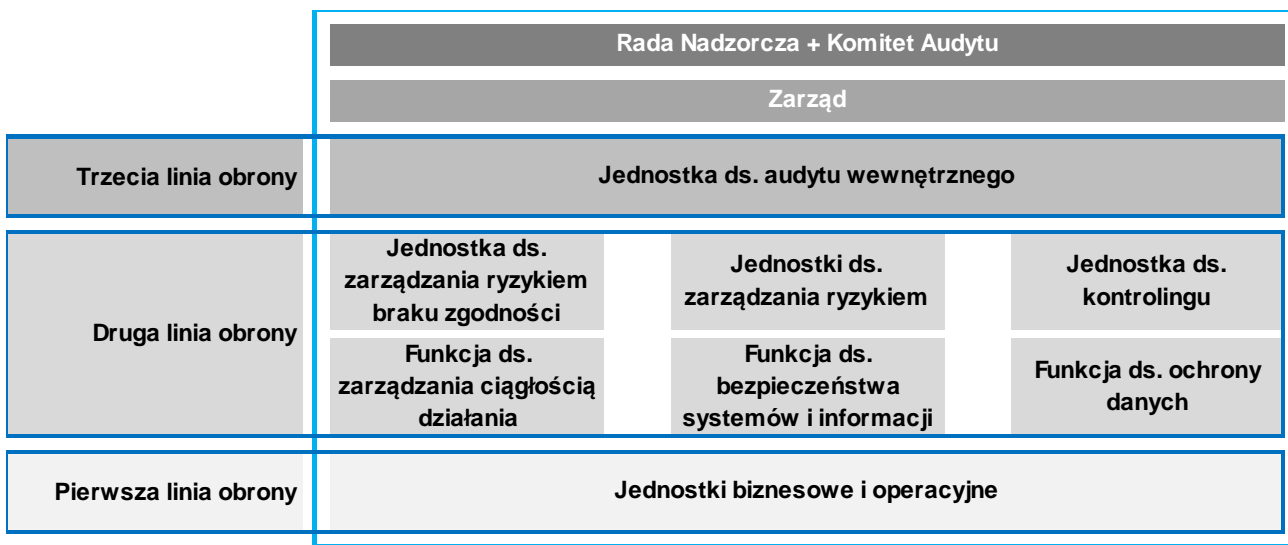 Rada Nadzorcza + Komitet Audytu
Zarząd
Trzecia linia obrony
Jednostka ds. audytu wewnętrznego
Druga linia obrony
Jednostka ds.
zarządzania ryzykiem
braku zgodności
Jednostki ds.
zarządzania ryzykiem
Jednostka ds.
kontrolingu
Funkcja ds.
zarządzania ciągłością
działania
Funkcja ds.
bezpieczeństwa
systemów i informacji
Funkcja ds. ochrony
danych
Pierwsza linia obrony
Jednostki biznesowe i operacyjne